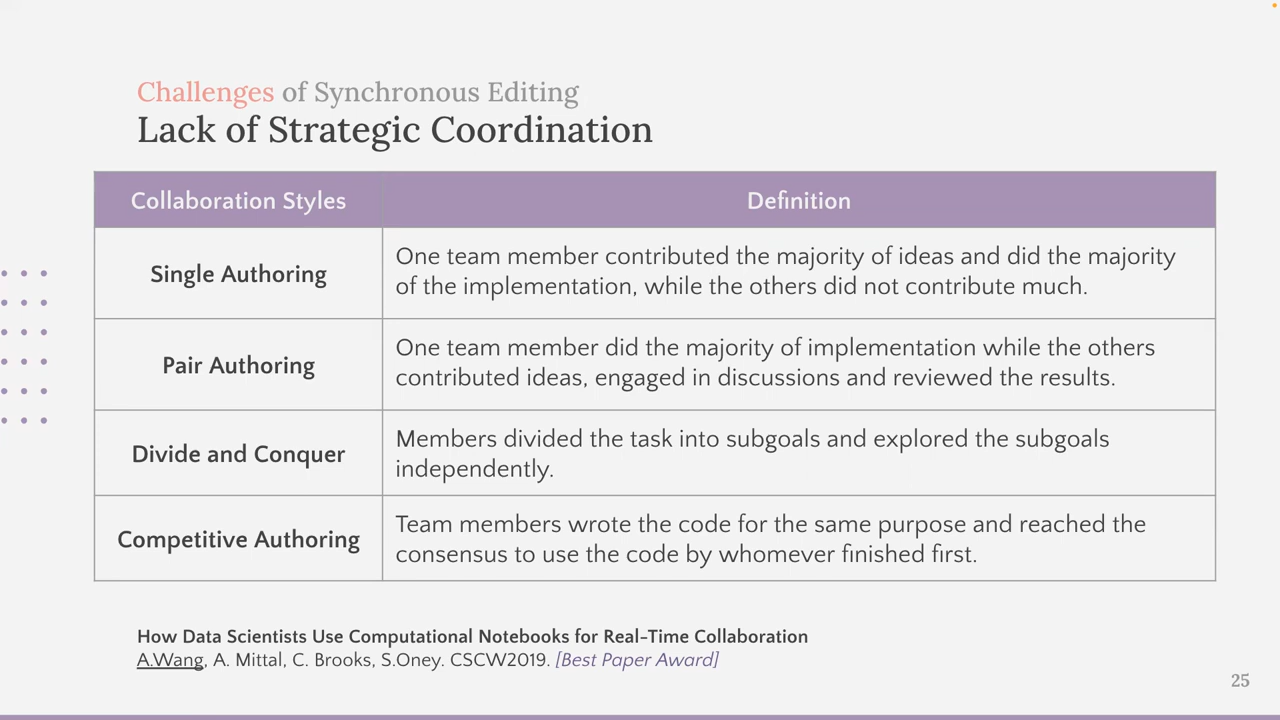 Challenges of Synchronous Editing
Lack of Strategic Coordination
Collaboration Styles
Definition
Single Authoring
One team member contributed the majority of ideas and did the majority
of the implementation, while the others did not contribute much.
Pair Authoring
One team member did the majority of implementation while the others
contributed ideas, engaged in discussions and reviewed the results.
Divide and Conquer
Members divided the task into subgoals and explored the subgoals
independently.
Competitive Authoring
Team members wrote the code for the same purpose and reached the
consensus to use the code by whomever finished first.
How Data Scientists Use Computational Notebooks for Real-Time Collaboration
A.Wang, A. Mittal, C. Brooks, S.Oney. CSCW2019. [Best Paper Award]
25